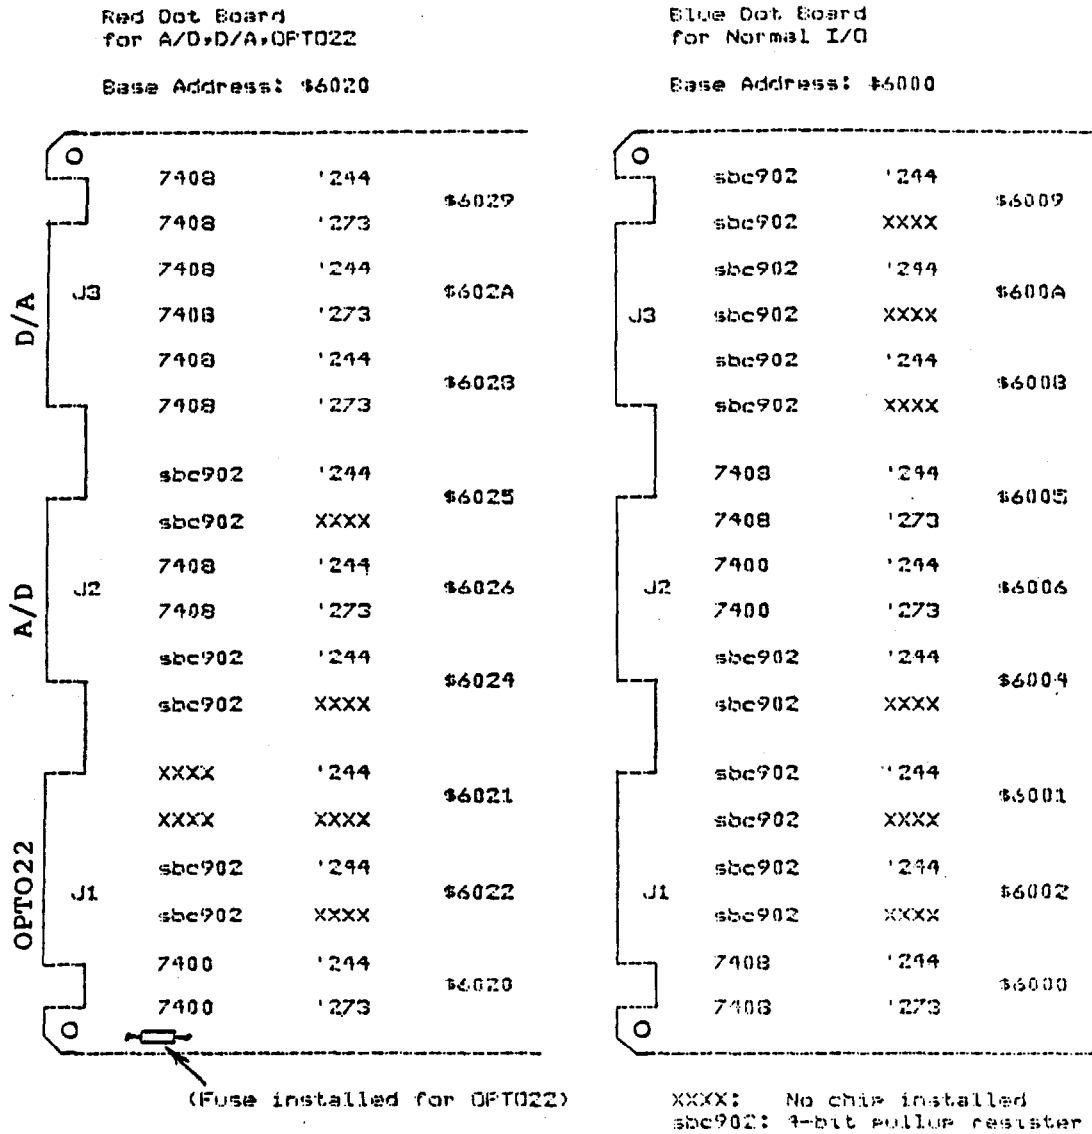 Red Dot Board
for A/D,D/A,OPTO22
Base Address: $6020
7408 '244
$6029
7408 '273
7408 '244
J3 $602A
7408 '273
D/A
7408 '244
$6028
7408 '273
sbc902 '244
$6025
sbc902 XXXX
7408 '244
J2 $6026
7408 '273
A/D
sbc902 '244
$6024
sbc902 XXXX
XXXX '244
$6021
XXXX XXXX
sbc902 '244
J1 $6022
sbc902 XXXX
OPTO22
7400 '244
$6020
7400 '273
(Fuse installed for OPTO22)
Blue Dot Board
for Normal I/O
Base Address: $6000
sbc902 '244
$6009
sbc902 XXXX
sbc902 '244
$600A
J3 sbc902 XXXX
sbc902 '244
$6008
sbc902 XXXX
7408 '244
$6005
7408 '273
7400 '244
J2 $6006
7400 '273
sbc902 '244
$6004
sbc902 XXXX
sbc902 '244
$6001
sbc902 XXXX
sbc902 '244
J1 $6002
sbc902 XXXX
7408 '244
$6000
7408 '273
XXXX: No chip installed
sbc902: 4-bit pullup resister